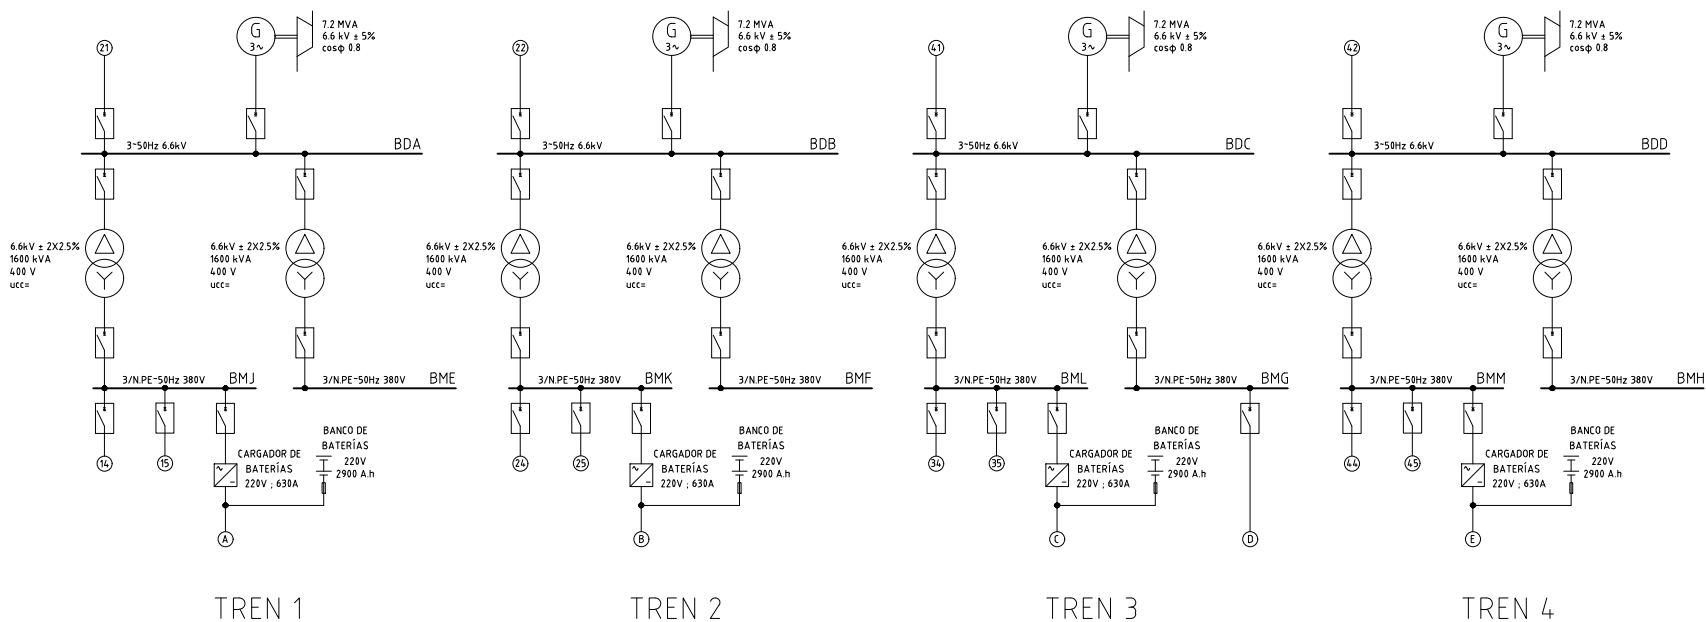 21
G
3~
7.2 MVA
6.6 kV ± 5%
cosφ 0.8
3~50Hz 6.6kV
BDA
6.6kV ± 2X2.5%
1600 kVA
400 V
ucc=
6.6kV ± 2X2.5%
1600 kVA
400 V
ucc=
3/N.PE~50Hz 380V
BMJ
3/N.PE~50Hz 380V
BME
14
15
CARGADOR DE
BATERÍAS
220V ; 630A
BANCO DE
BATERÍAS
220V
2900 A.h
A
TREN 1
22
G
3~
7.2 MVA
6.6 kV ± 5%
cosφ 0.8
3~50Hz 6.6kV
BDB
6.6kV ± 2X2.5%
1600 kVA
400 V
ucc=
6.6kV ± 2X2.5%
1600 kVA
400 V
ucc=
3/N.PE~50Hz 380V
BMK
3/N.PE~50Hz 380V
BMF
24
25
CARGADOR DE
BATERÍAS
220V ; 630A
BANCO DE
BATERÍAS
220V
2900 A.h
B
TREN 2
41
G
3~
7.2 MVA
6.6 kV ± 5%
cosφ 0.8
3~50Hz 6.6kV
BDC
6.6kV ± 2X2.5%
1600 kVA
400 V
ucc=
6.6kV ± 2X2.5%
1600 kVA
400 V
ucc=
3/N.PE~50Hz 380V
BML
3/N.PE~50Hz 380V
BMG
34
35
CARGADOR DE
BATERÍAS
220V ; 630A
BANCO DE
BATERÍAS
220V
2900 A.h
C
D
TREN 3
42
G
3~
7.2 MVA
6.6 kV ± 5%
cosφ 0.8
3~50Hz 6.6kV
BDD
6.6kV ± 2X2.5%
1600 kVA
400 V
ucc=
6.6kV ± 2X2.5%
1600 kVA
400 V
ucc=
3/N.PE~50Hz 380V
BMM
3/N.PE~50Hz 380V
BMH
44
45
CARGADOR DE
BATERÍAS
220V ; 630A
BANCO DE
BATERÍAS
220V
2900 A.h
E
TREN 4